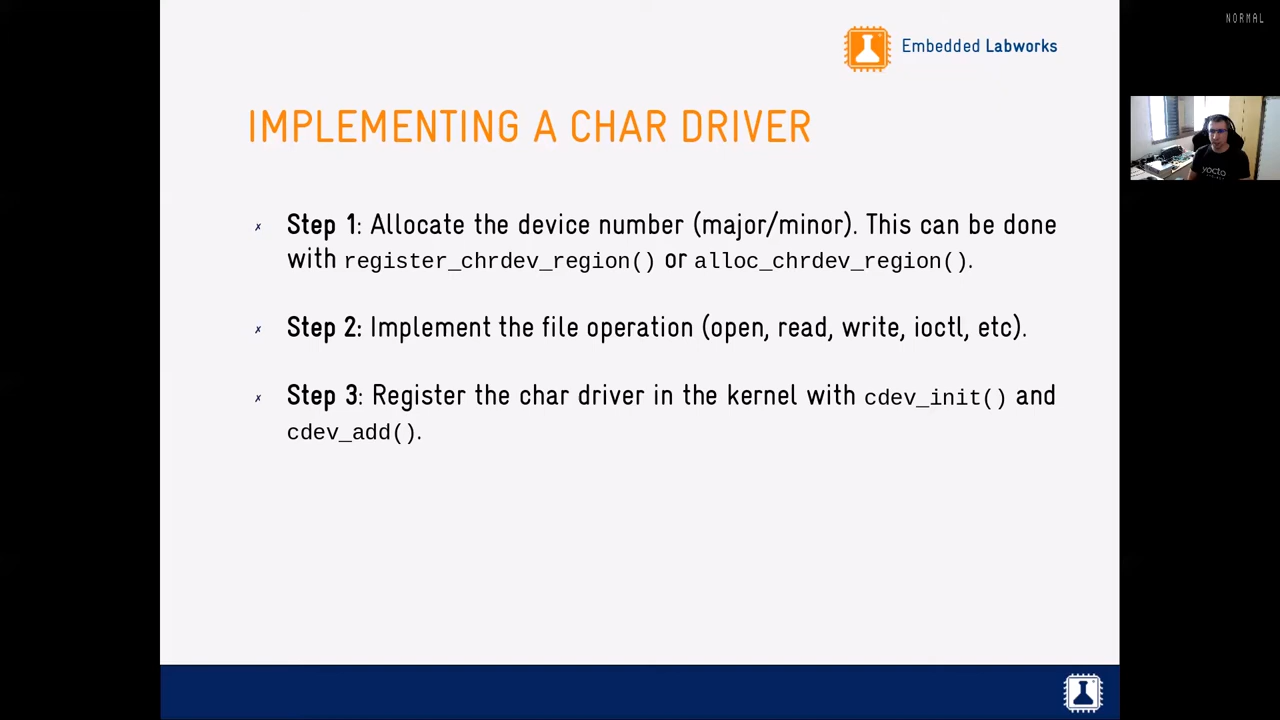 NORMAL
Embedded Labworks
IMPLEMENTING A CHAR DRIVER
✗ Step 1: Allocate the device number (major/minor). This can be done
with register_chrdev_region() or alloc_chrdev_region().
✗ Step 2: Implement the file operation (open, read, write, ioctl, etc).
✗ Step 3: Register the char driver in the kernel with cdev_init() and
cdev_add().
yocto